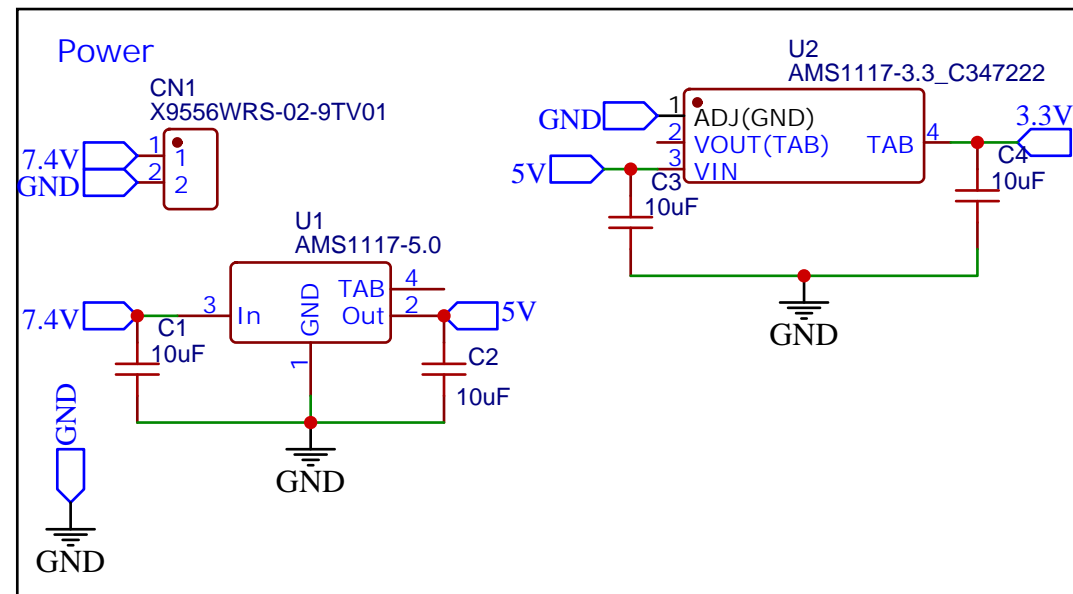 Power
CN1
X9556WRS-02-9TV01
7.4V
1
1
GND
2
2
U1
AMS1117-5.0
7.4V
3
In
GND
1
TAB
4
Out
2
5V
C1
10uF
C2
10uF
GND
GND
GND
U2
AMS1117-3.3_C347222
GND
1
ADJ(GND)
2
VOUT(TAB)
TAB
4
3.3V
5V
3
VIN
C3
10uF
C4
10uF
GND